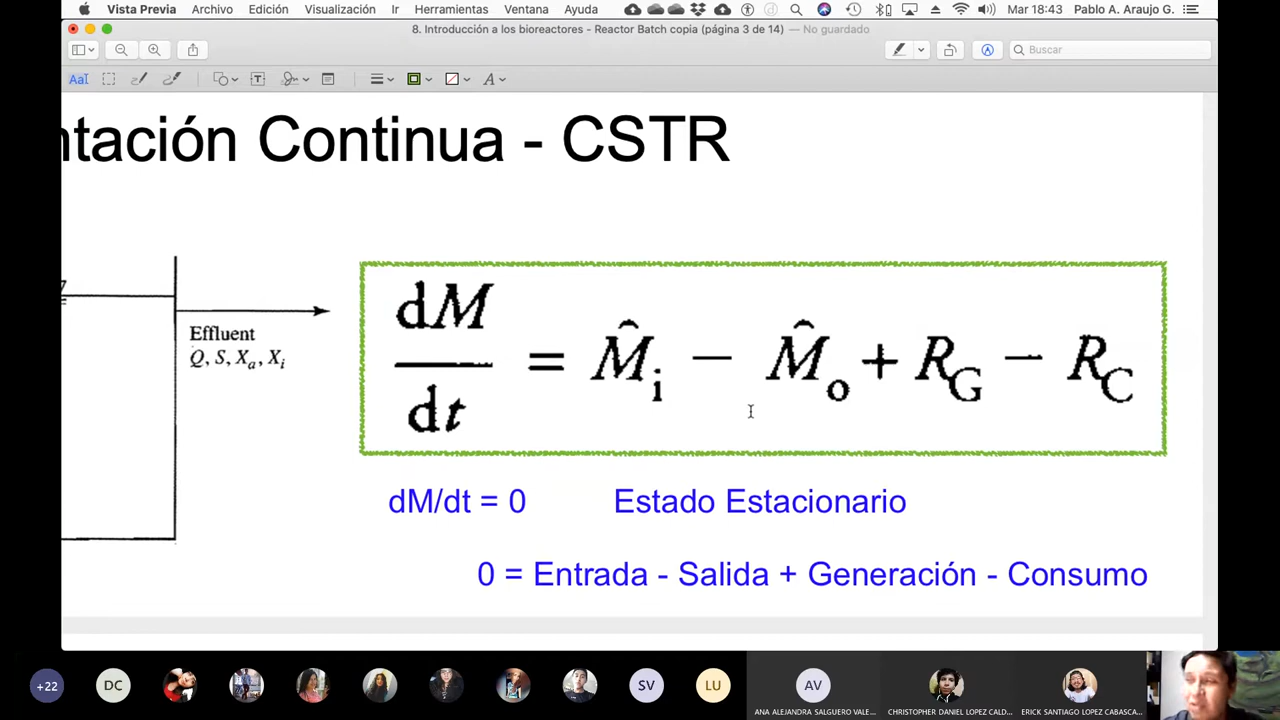 Vista Previa Archivo Edición Visualización Ir Herramientas Ventana Ayuda Mar 18:43 Pablo A. Araujo G.
8. Introducción a los bioreactores - Reactor Batch copia (página 3 de 14) — No guardado
Buscar
ntación Continua - CSTR
Effluent
Q, S, Xa, Xi
dM/dt = M̂i − M̂o + RG − RC
dM/dt = 0 Estado Estacionario
0 = Entrada - Salida + Generación - Consumo
+22 DC SV LU AV
ANA ALEJANDRA SALGUERO VALE... CHRISTOPHER DANIEL LOPEZ CALD... ERICK SANTIAGO LOPEZ CABASCA...